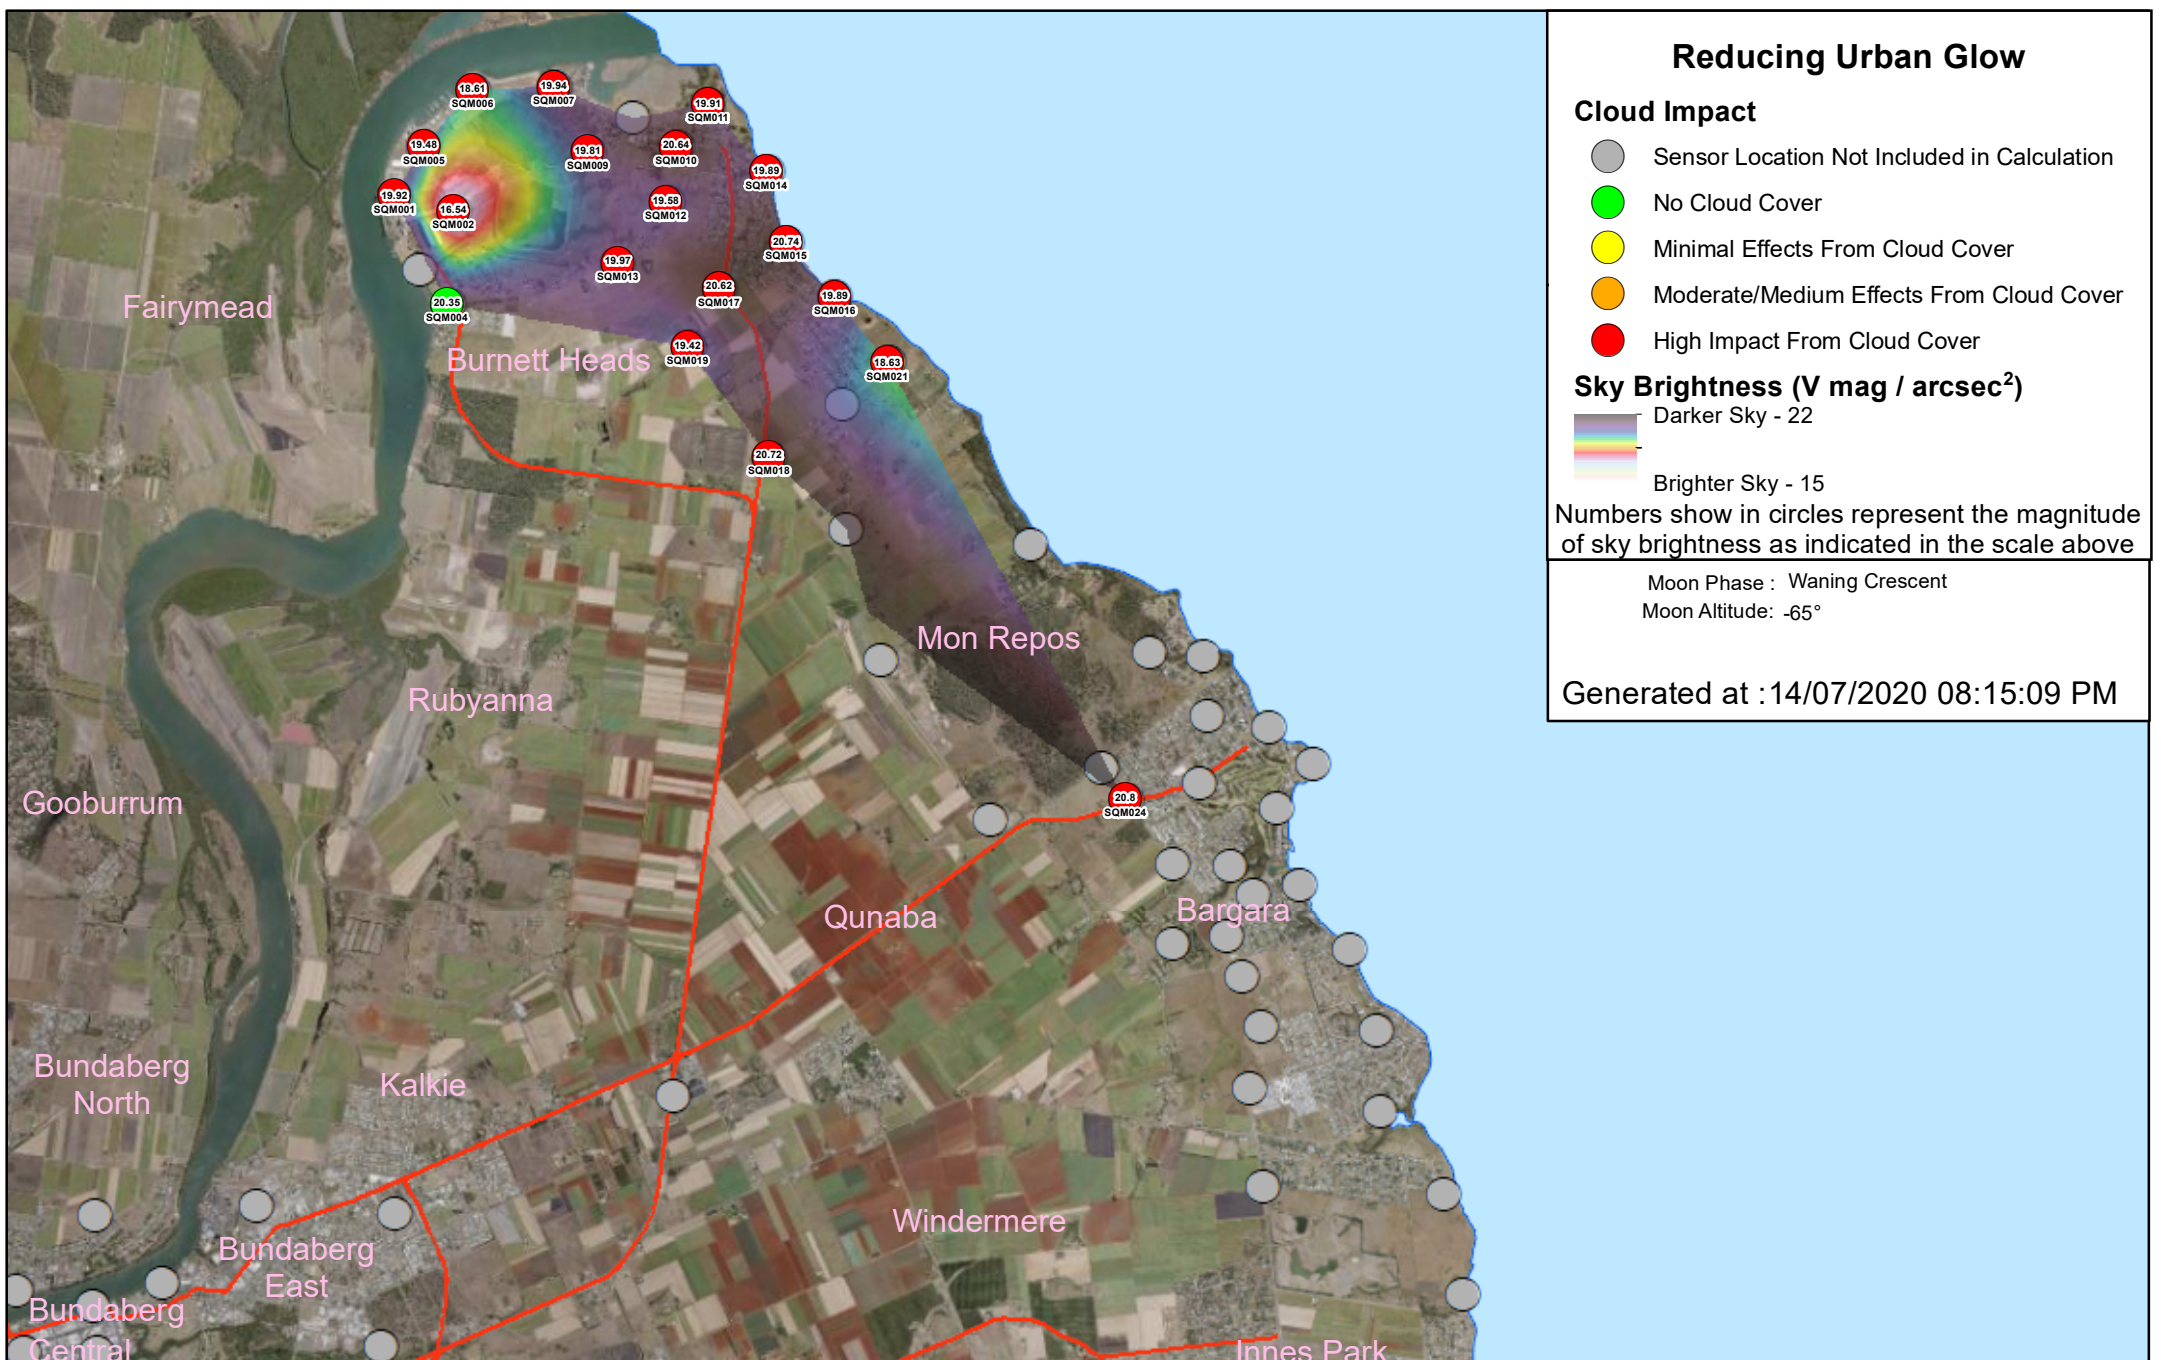 Reducing Urban Glow
Cloud Impact
Sensor Location Not Included in Calculation
No Cloud Cover
Minimal Effects From Cloud Cover
Moderate/Medium Effects From Cloud Cover
High Impact From Cloud Cover
Sky Brightness (V mag / arcsec²)
Darker Sky - 22
Brighter Sky - 15
Numbers show in circles represent the magnitude
of sky brightness as indicated in the scale above
Moon Phase : Waning Crescent
Moon Altitude: -65°
Generated at :14/07/2020 08:15:09 PM
18.61
SQM006
19.94
SQM007
19.91
SQM011
19.48
SQM005
19.81
SQM009
20.64
SQM010
19.89
SQM014
19.92
SQM001
16.54
SQM002
19.58
SQM012
20.74
SQM015
19.97
SQM013
20.62
SQM017
19.89
SQM016
20.35
SQM004
19.42
SQM019
18.63
SQM021
20.72
SQM018
20.8
SQM024
Fairymead
Burnett Heads
Mon Repos
Rubyanna
Gooburrum
Qunaba
Bargara
Bundaberg
North
Kalkie
Windermere
Bundaberg
East
Bundaberg
Central
Innes Park